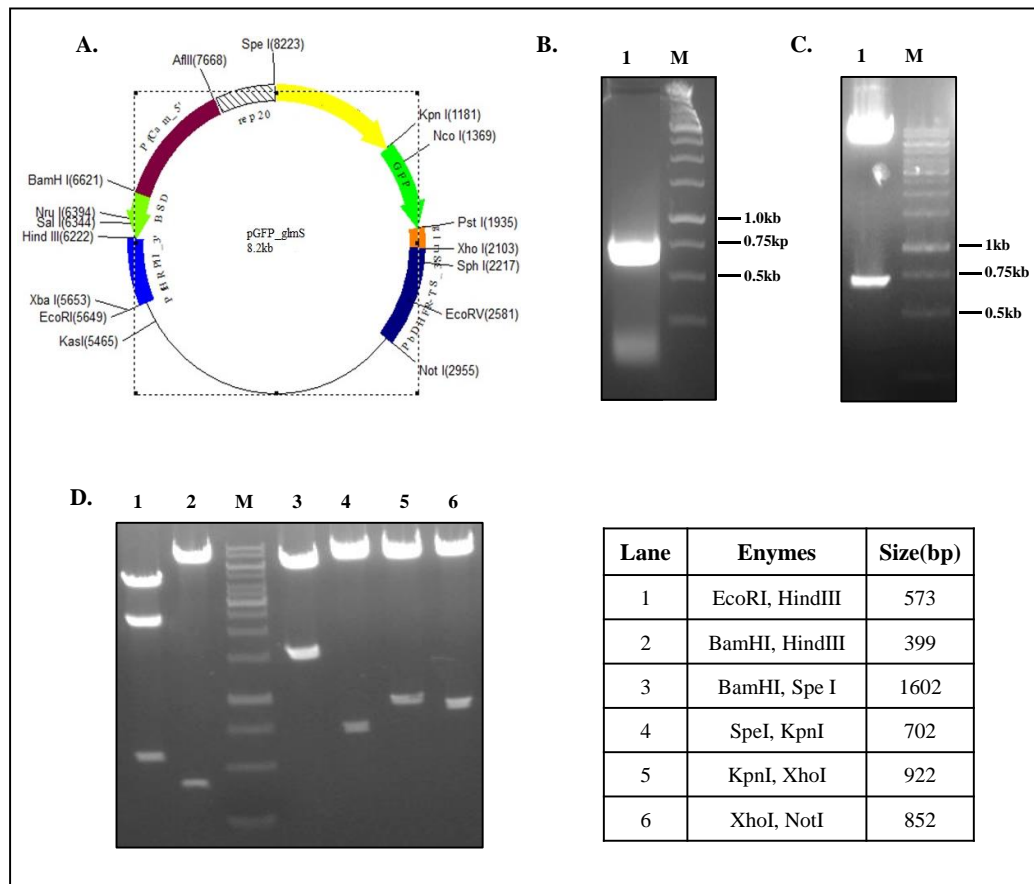 A.
Spe I(8223)
AflII(7668)
rep20
PfCam_5'
Kpn I(1181)
Nco I(1369)
GFP
BamH I(6621)
Nru I(6394)
Sal I(6344)
Hind III(6222)
BSD
pGFP_glmS
8.2kb
Pst I(1935)
Xho I(2103)
Sph I(2217)
EcoRV(2581)
PbDHFR-TS_3'
glmS
Xba I(5653)
EcoRI(5649)
KasI(5465)
Not I(2955)
B.
1 M
1.0kb
0.75kp
0.5kb
C.
1 M
1kb
0.75kb
0.5kb
D.
1 2 M 3 4 5 6
Lane Enymes Size(bp)
1 EcoRI, HindIII 573
2 BamHI, HindIII 399
3 BamHI, Spe I 1602
4 SpeI, KpnI 702
5 KpnI, XhoI 922
6 XhoI, NotI 852